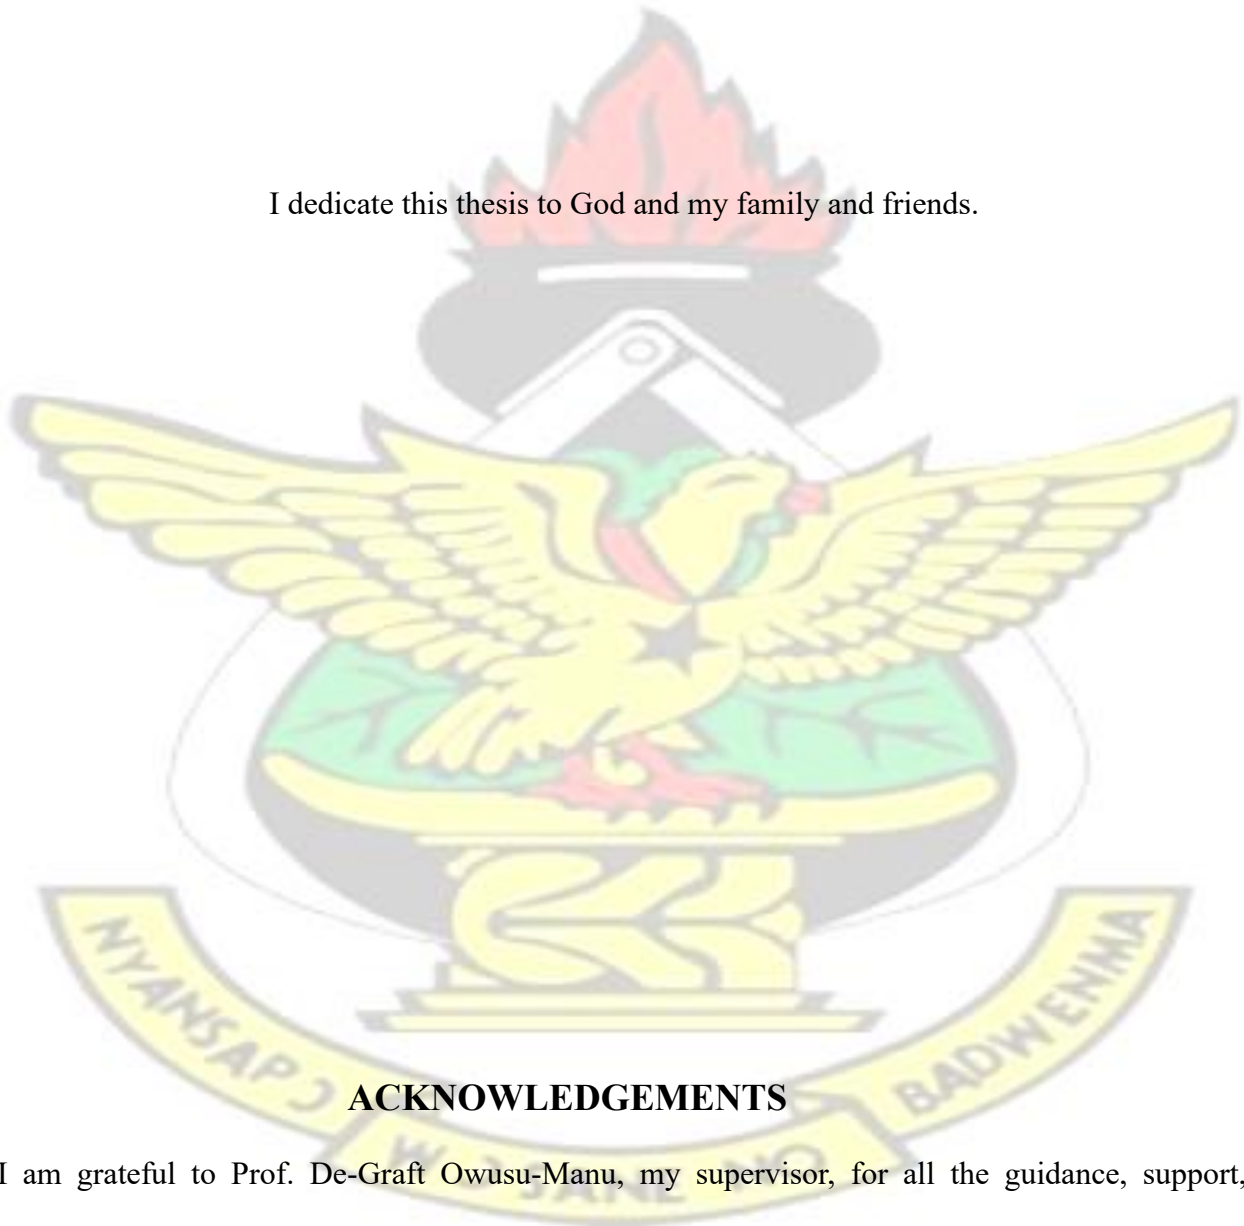 I dedicate this thesis to God and my family and friends.
NYANSAPƆ
BADWENMA
ACKNOWLEDGEMENTS
I am grateful to Prof. De-Graft Owusu-Manu, my supervisor, for all the guidance, support,